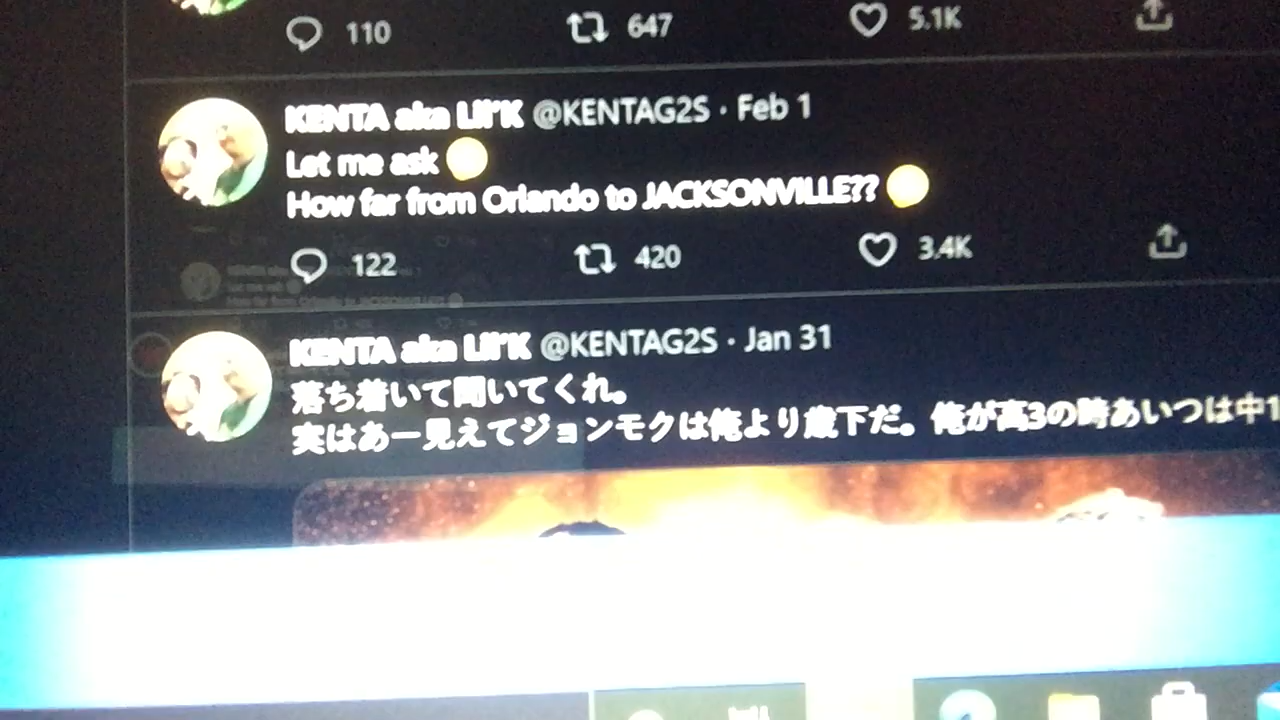 110 647 5.1K
KENTA aka Lil'K @KENTAG2S · Feb 1
Let me ask
How far from Orlando to JACKSONVILLE??
122 420 3.4K
KENTA aka Lil'K @KENTAG2S · Jan 31
落ち着いて聞いてくれ。
実はあー見えてジョンモクは俺より歳下だ。俺が高3の時あいつは中1